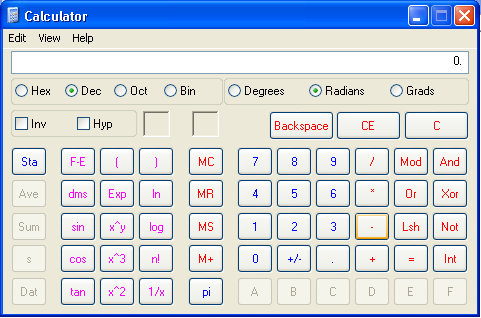 Calculator
Edit View Help
0.
Hex Dec Oct Bin Degrees Radians Grads
Inv Hyp Backspace CE C
Sta F-E ( ) MC 7 8 9 / Mod And
Ave dms Exp ln MR 4 5 6 * Or Xor
Sum sin x^y log MS 1 2 3 - Lsh Not
s cos x^3 n! M+ 0 +/- . + = Int
Dat tan x^2 1/x pi A B C D E F